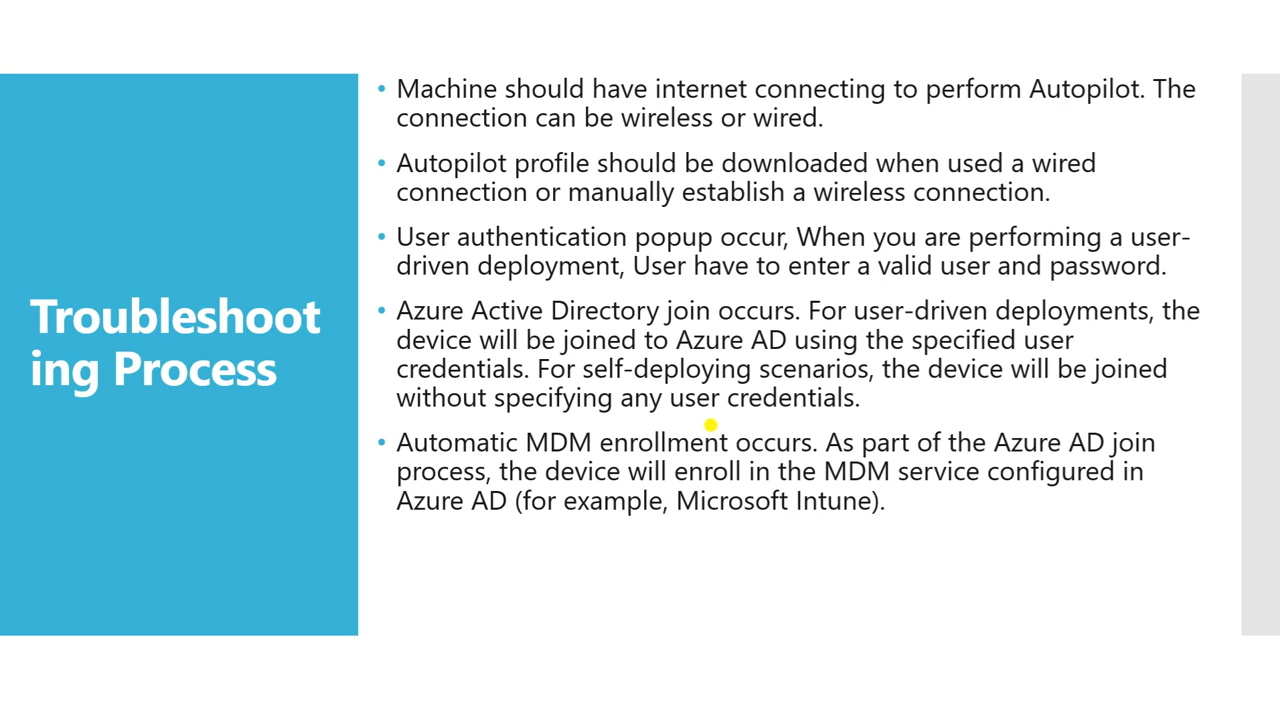 Troubleshoot
ing Process
• Machine should have internet connecting to perform Autopilot. The
connection can be wireless or wired.
• Autopilot profile should be downloaded when used a wired
connection or manually establish a wireless connection.
• User authentication popup occur, When you are performing a user-
driven deployment, User have to enter a valid user and password.
• Azure Active Directory join occurs. For user-driven deployments, the
device will be joined to Azure AD using the specified user
credentials. For self-deploying scenarios, the device will be joined
without specifying any user credentials.
• Automatic MDM enrollment occurs. As part of the Azure AD join
process, the device will enroll in the MDM service configured in
Azure AD (for example, Microsoft Intune).